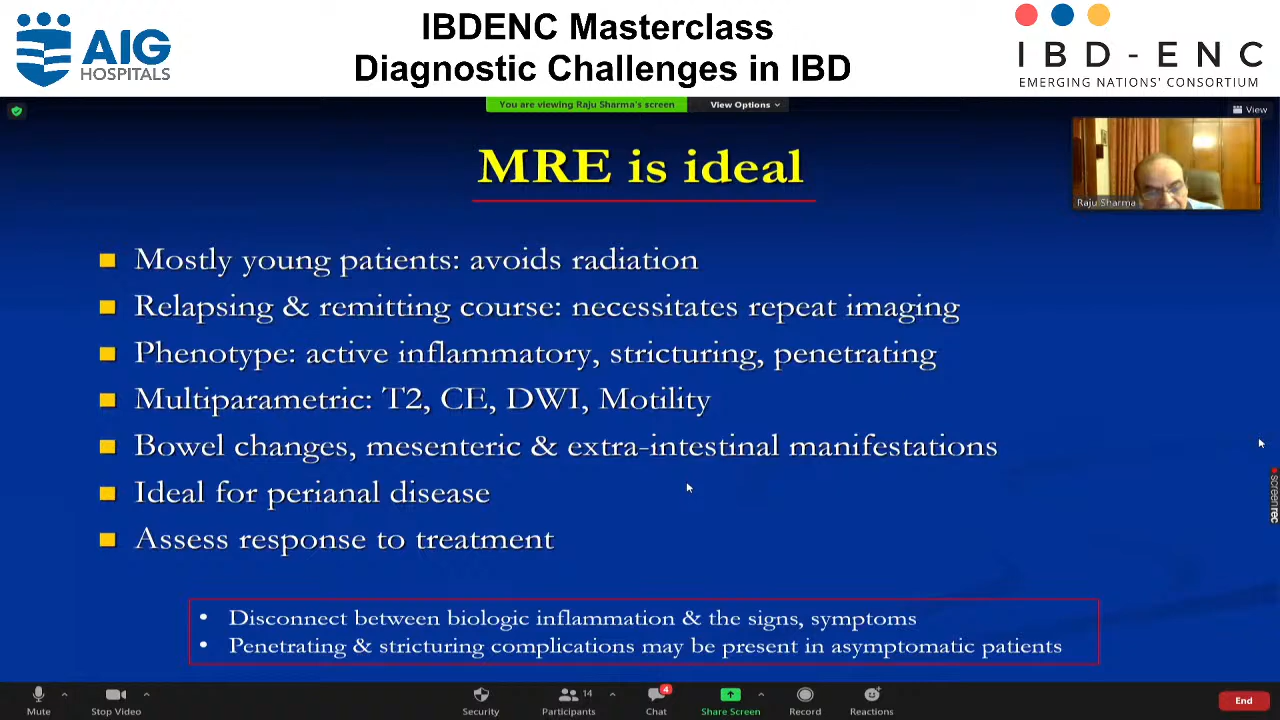 AIG
HOSPITALS
IBDENC Masterclass
Diagnostic Challenges in IBD
IBD-ENC
EMERGING NATIONS' CONSORTIUM
You are viewing Raju Sharma's screen
View Options
View
Raju Sharma
MRE is ideal
Mostly young patients: avoids radiation
Relapsing & remitting course: necessitates repeat imaging
Phenotype: active inflammatory, stricturing, penetrating
Multiparametric: T2, CE, DWI, Motility
Bowel changes, mesenteric & extra-intestinal manifestations
Ideal for perianal disease
Assess response to treatment
• Disconnect between biologic inflammation & the signs, symptoms
• Penetrating & stricturing complications may be present in asymptomatic patients
screenrec
Mute
Stop Video
Security
Participants
14
Chat
4
Share Screen
Record
Reactions
End